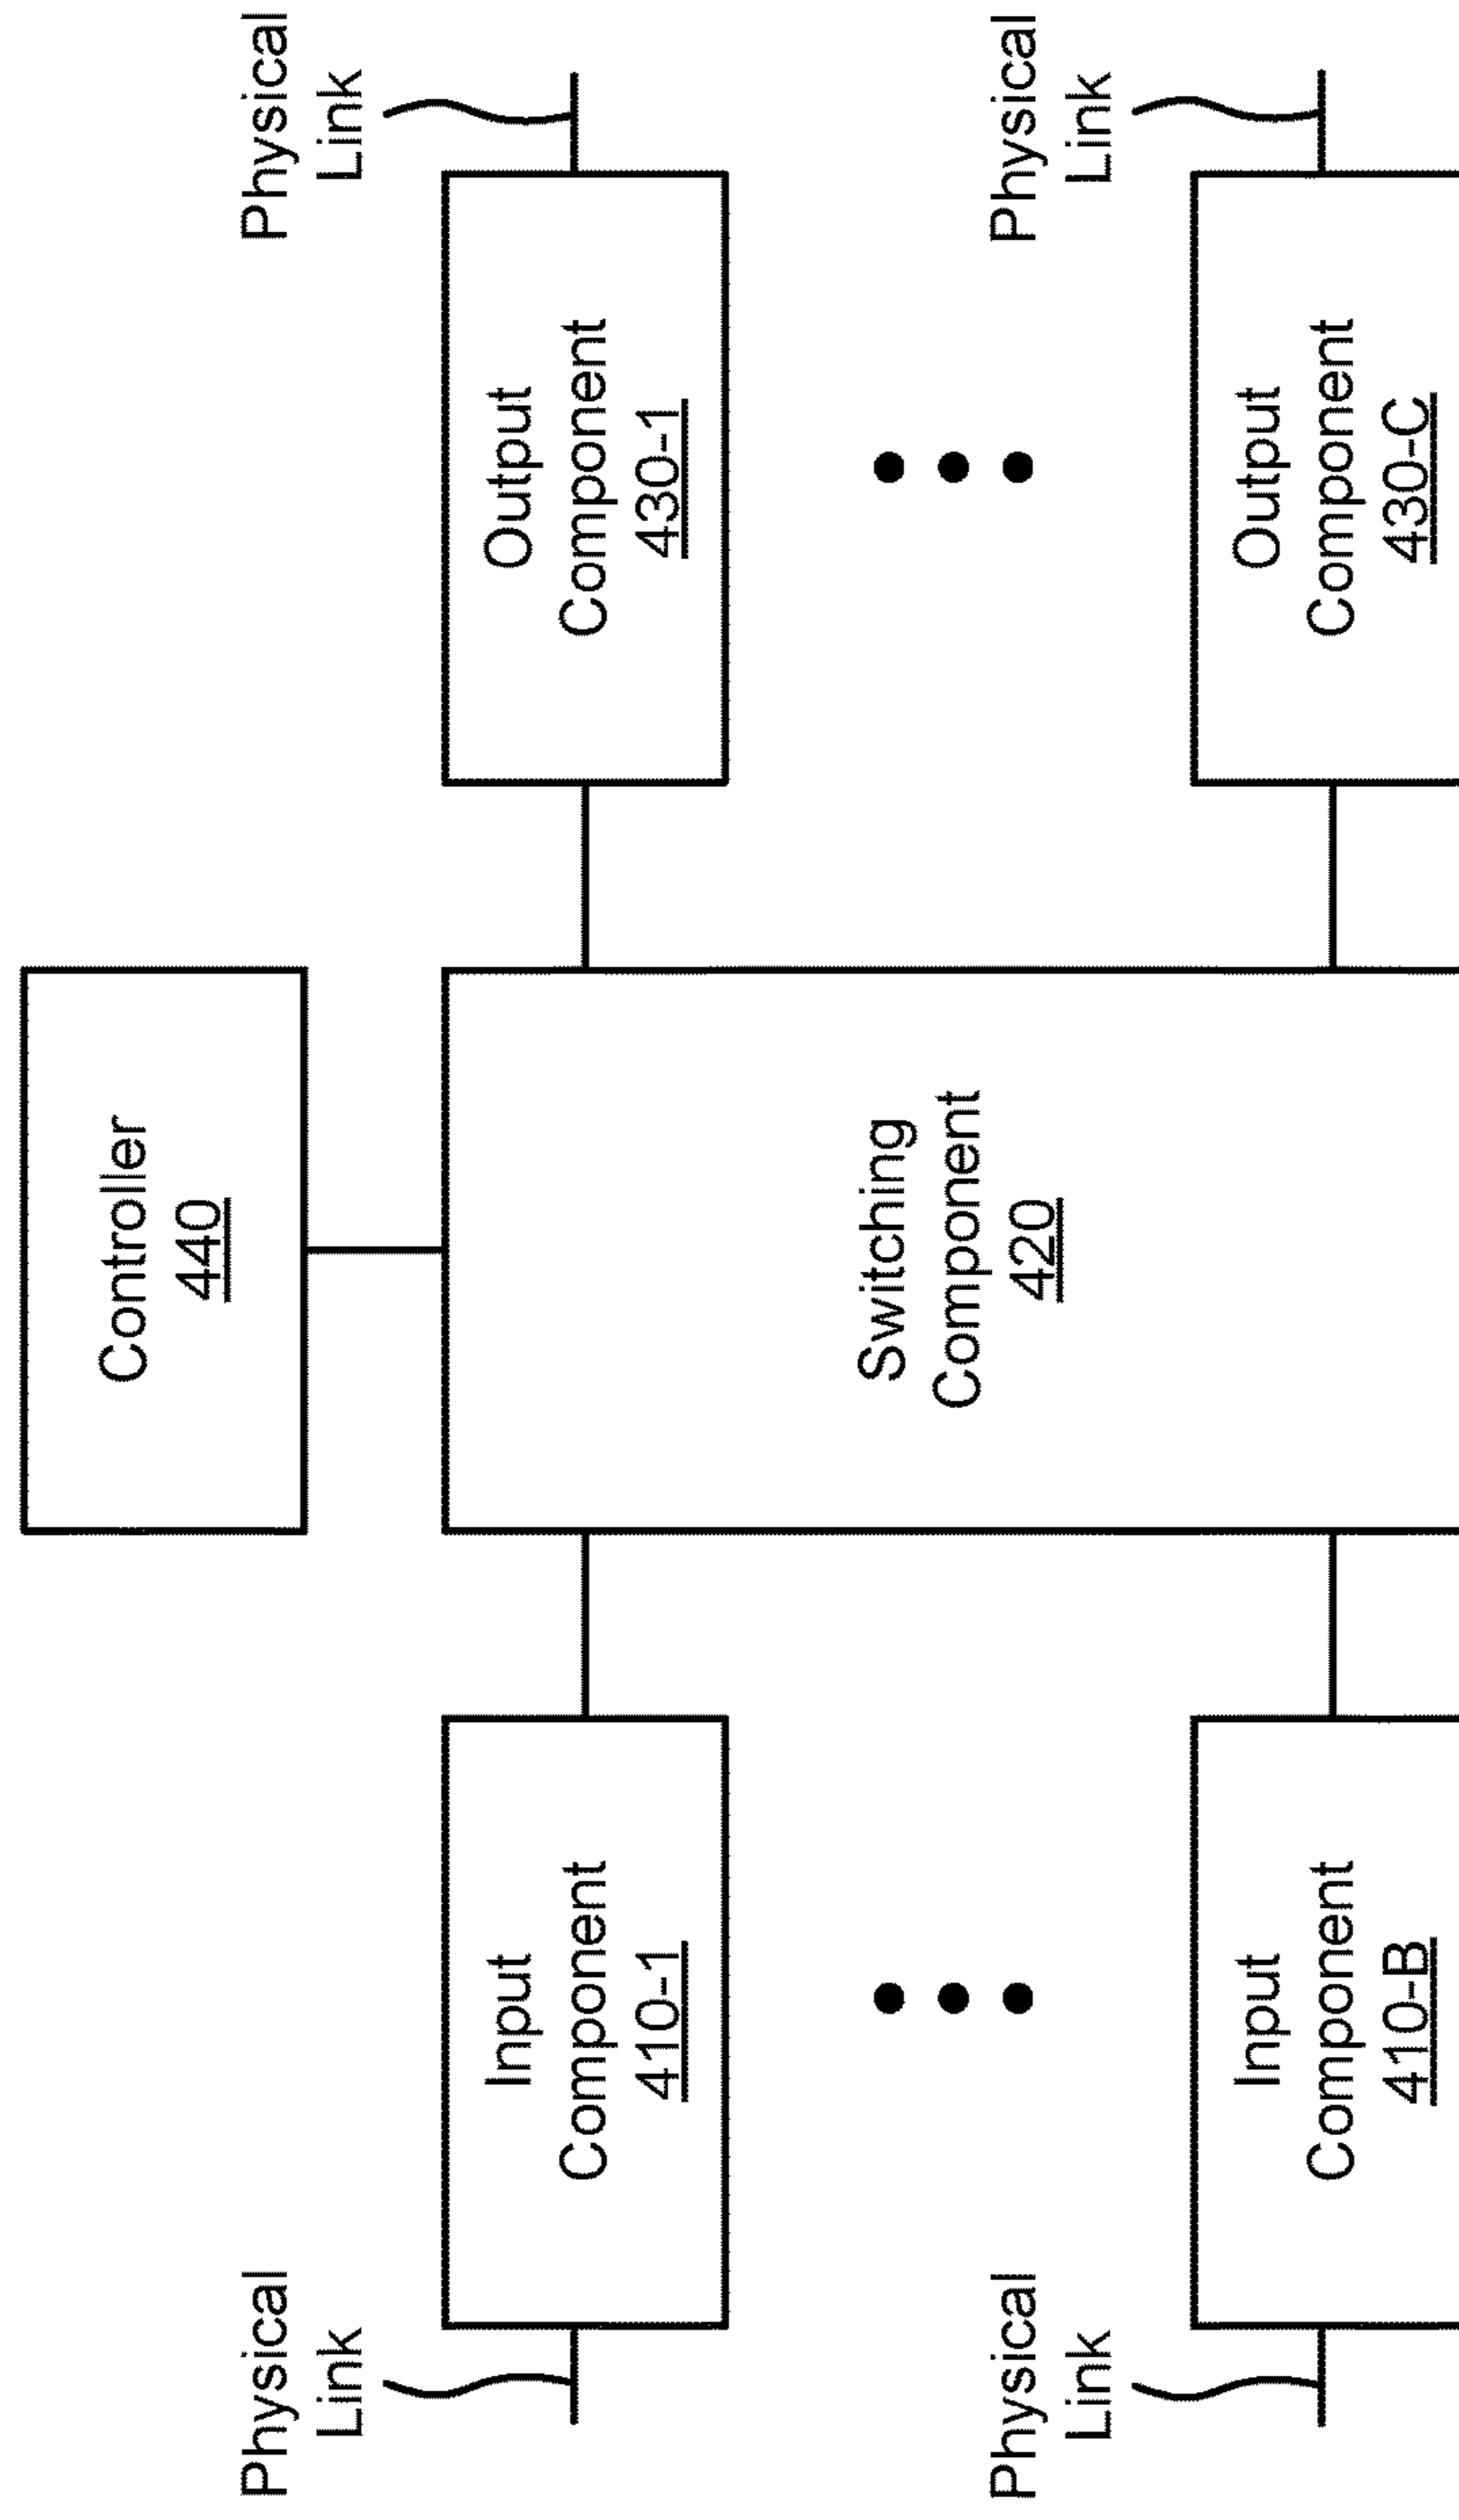 Controller
440
Physical
Link
Input
Component
410-1
Switching
Component
420
Output
Component
430-1
Physical
Link
Physical
Link
Input
Component
410-B
Output
Component
430-C
Physical
Link